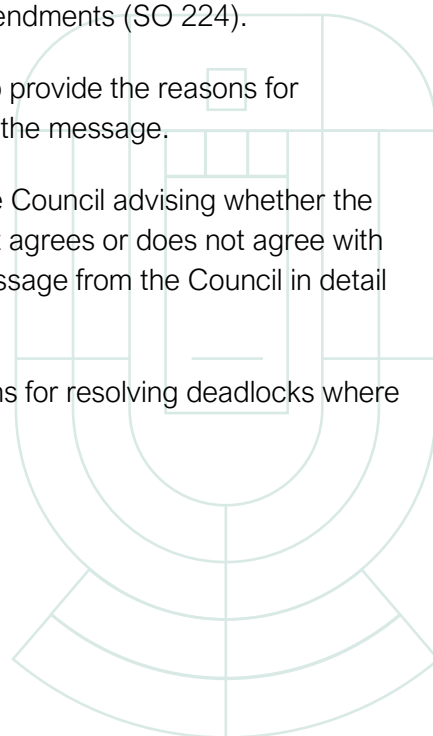 endments (SO 224).
o provide the reasons for
the message.
e Council advising whether the
t agrees or does not agree with
ssage from the Council in detail
ns for resolving deadlocks where